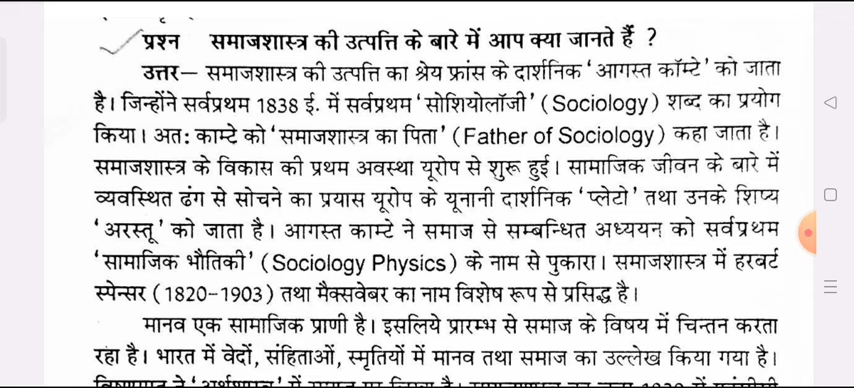 प्रश्न समाजशास्त्र की उत्पत्ति के बारे में आप क्या जानते हैं ?
उत्तर— समाजशास्त्र की उत्पत्ति का श्रेय फ्रांस के दार्शनिक ‘आगस्त कॉम्टे’ को जाता
है। जिन्होंने सर्वप्रथम 1838 ई. में सर्वप्रथम ‘सोशियोलॉजी’ (Sociology) शब्द का प्रयोग
किया। अतः काम्टे को ‘समाजशास्त्र का पिता’ (Father of Sociology) कहा जाता है।
समाजशास्त्र के विकास की प्रथम अवस्था यूरोप से शुरू हुई। सामाजिक जीवन के बारे में
व्यवस्थित ढंग से सोचने का प्रयास यूरोप के यूनानी दार्शनिक ‘प्लेटो’ तथा उनके शिष्य
‘अरस्तू’ को जाता है। आगस्त काम्टे ने समाज से सम्बन्धित अध्ययन को सर्वप्रथम
‘सामाजिक भौतिकी’ (Sociology Physics) के नाम से पुकारा। समाजशास्त्र में हरबर्ट
स्पेन्सर (1820-1903) तथा मैक्सवेबर का नाम विशेष रूप से प्रसिद्ध है।
मानव एक सामाजिक प्राणी है। इसलिये प्रारम्भ से समाज के विषय में चिन्तन करता
रहा है। भारत में वेदों, संहिताओं, स्मृतियों में मानव तथा समाज का उल्लेख किया गया है।